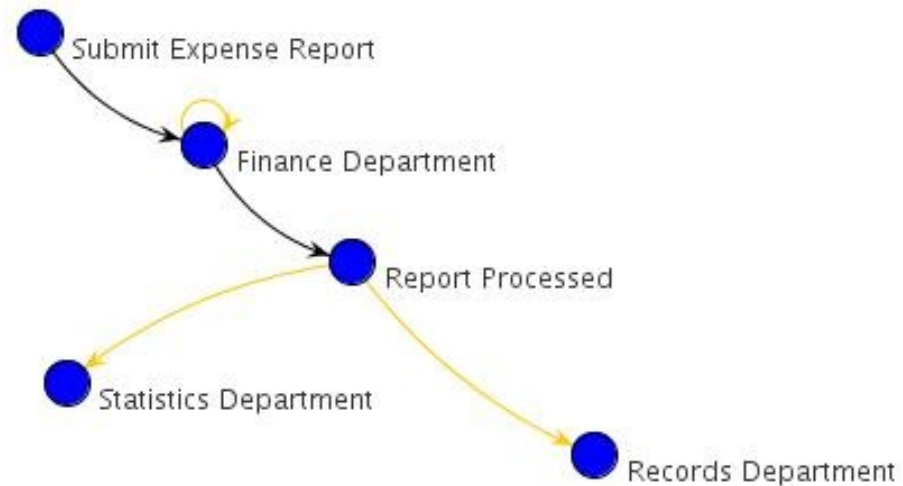 Submit Expense Report
Finance Department
Report Processed
Statistics Department
Records Department